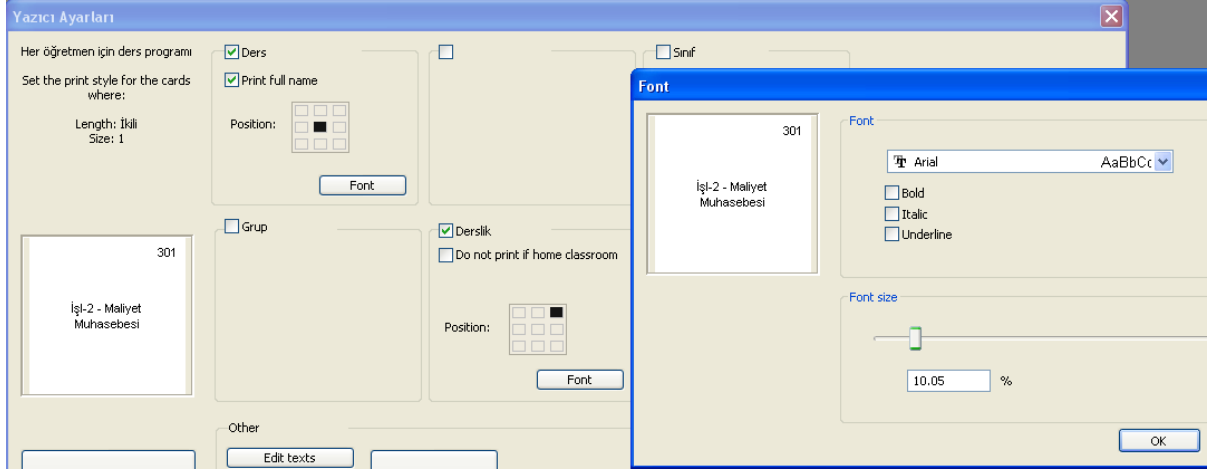 Yazıcı Ayarları
Her öğretmen için ders programı
Set the print style for the cards
where:
Length: İkili
Size: 1
Ders
Print full name
Position:
Font
Sınıf
Grup
Derslik
Do not print if home classroom
Position:
Font
301
İşl-2 - Maliyet
Muhasebesi
Other
Edit texts
Font
301
İşl-2 - Maliyet
Muhasebesi
Font
Arial
AaBbCc
Bold
Italic
Underline
Font size
10.05 %
OK